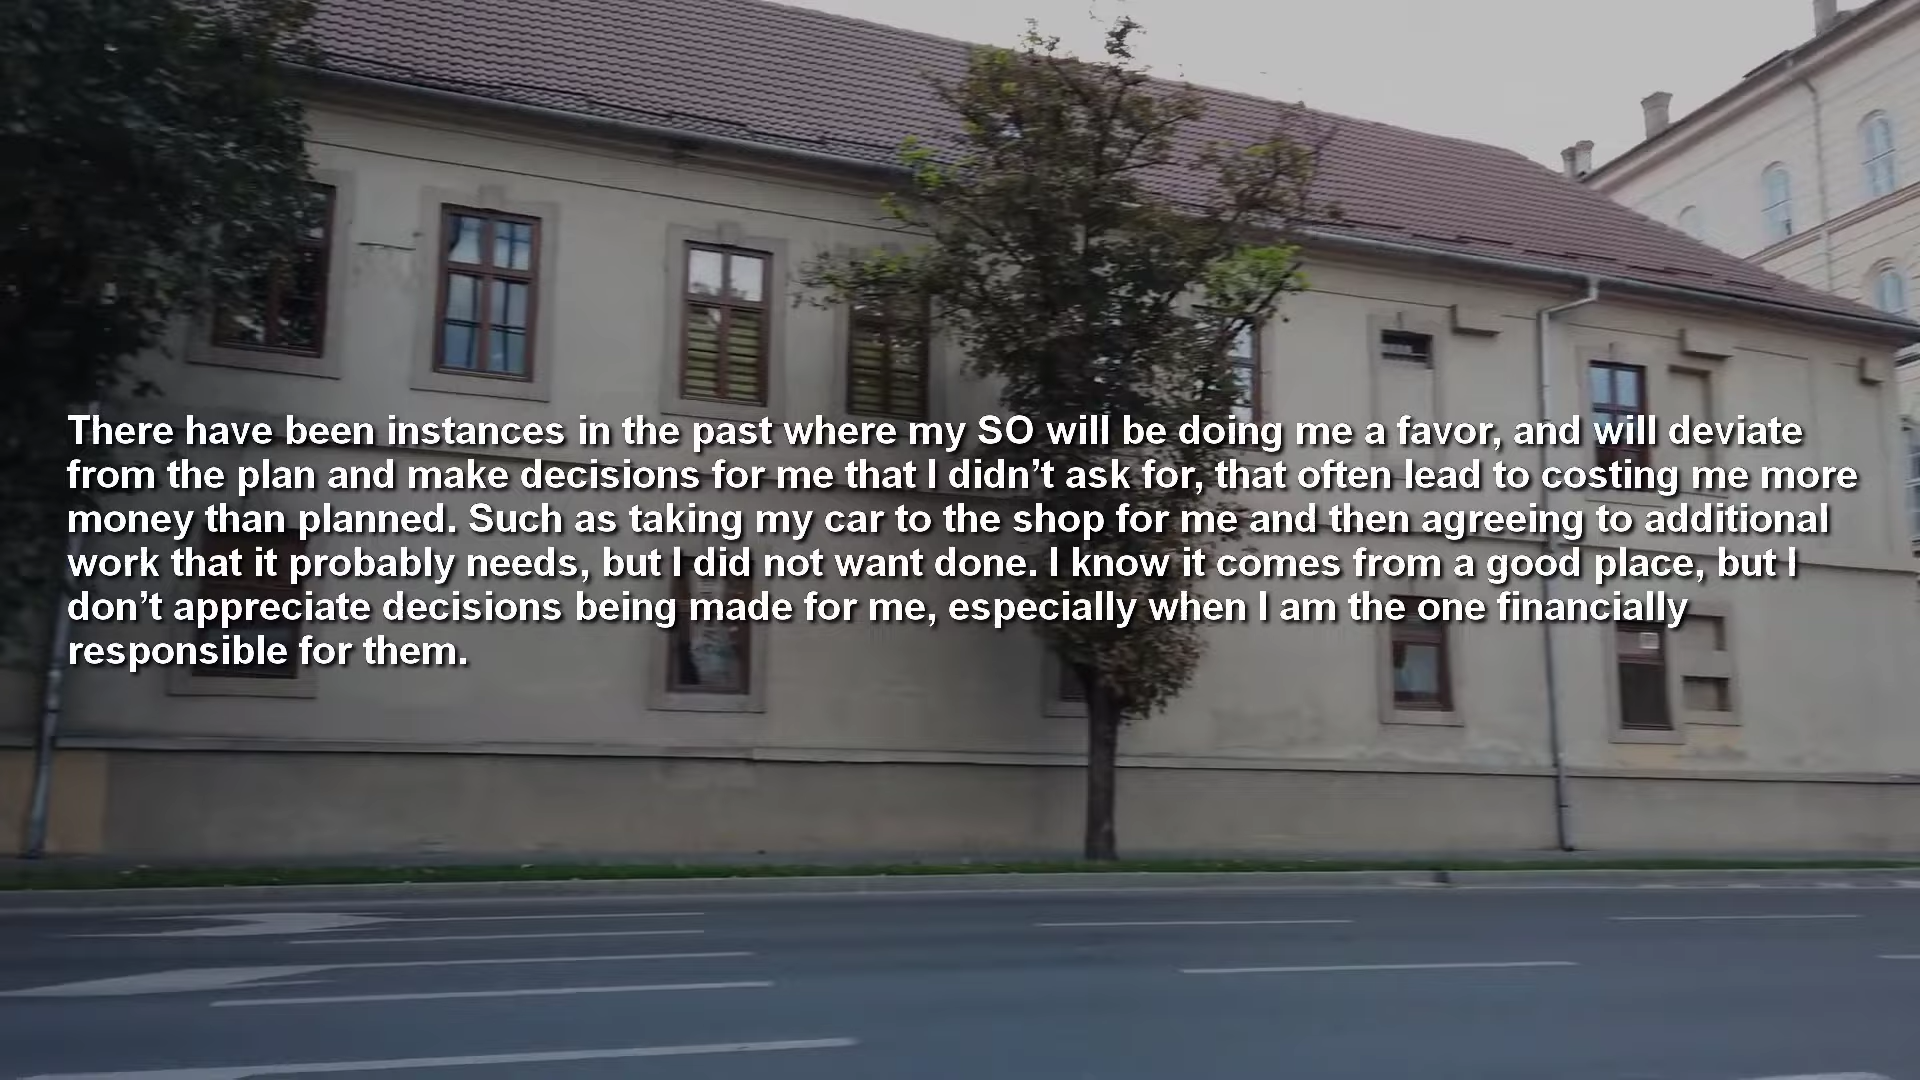 There have been instances in the past where my SO will be doing me a favor, and will deviate
from the plan and make decisions for me that I didn’t ask for, that often lead to costing me more
money than planned. Such as taking my car to the shop for me and then agreeing to additional
work that it probably needs, but I did not want done. I know it comes from a good place, but I
don’t appreciate decisions being made for me, especially when I am the one financially
responsible for them.